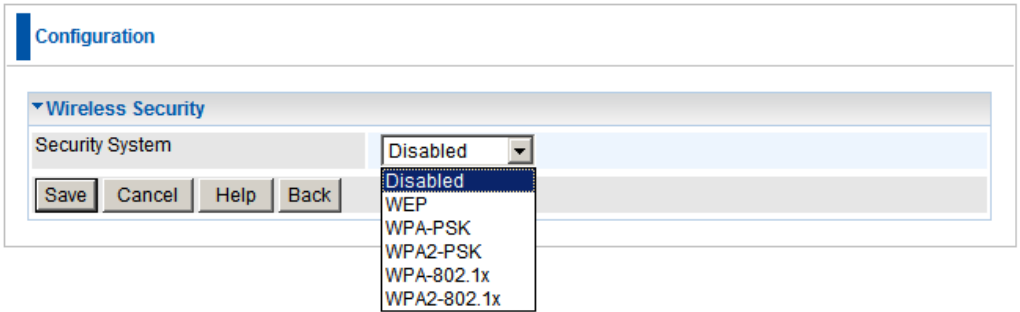 Configuration
Wireless Security
Security System
Disabled
Disabled
WEP
WPA-PSK
WPA2-PSK
WPA-802.1x
WPA2-802.1x
Save Cancel Help Back